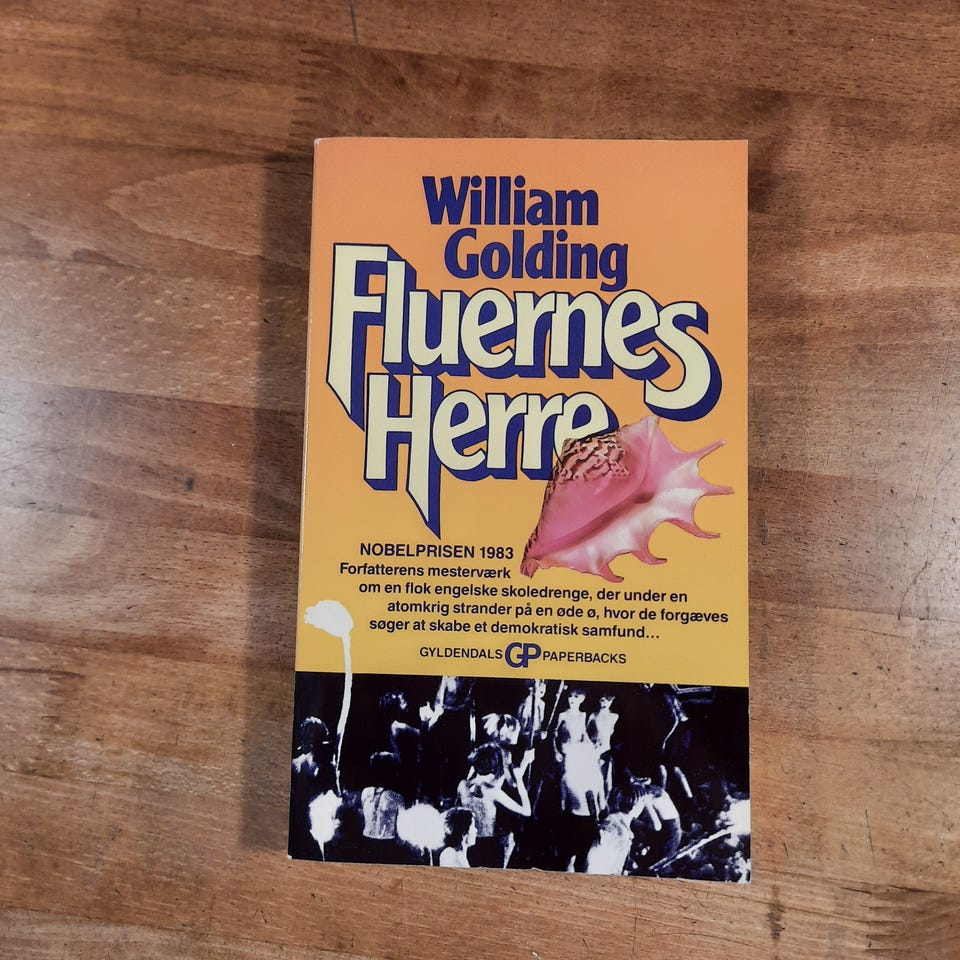 William
Golding
Fluernes
Herre
NOBELPRISEN 1983
Forfatterens mesterværk
om en flok engelske skoledrenge, der under en
atomkrig strander på en øde ø, hvor de forgæves
søger at skabe et demokratisk samfund...
GYLDENDALS GP PAPERBACKS